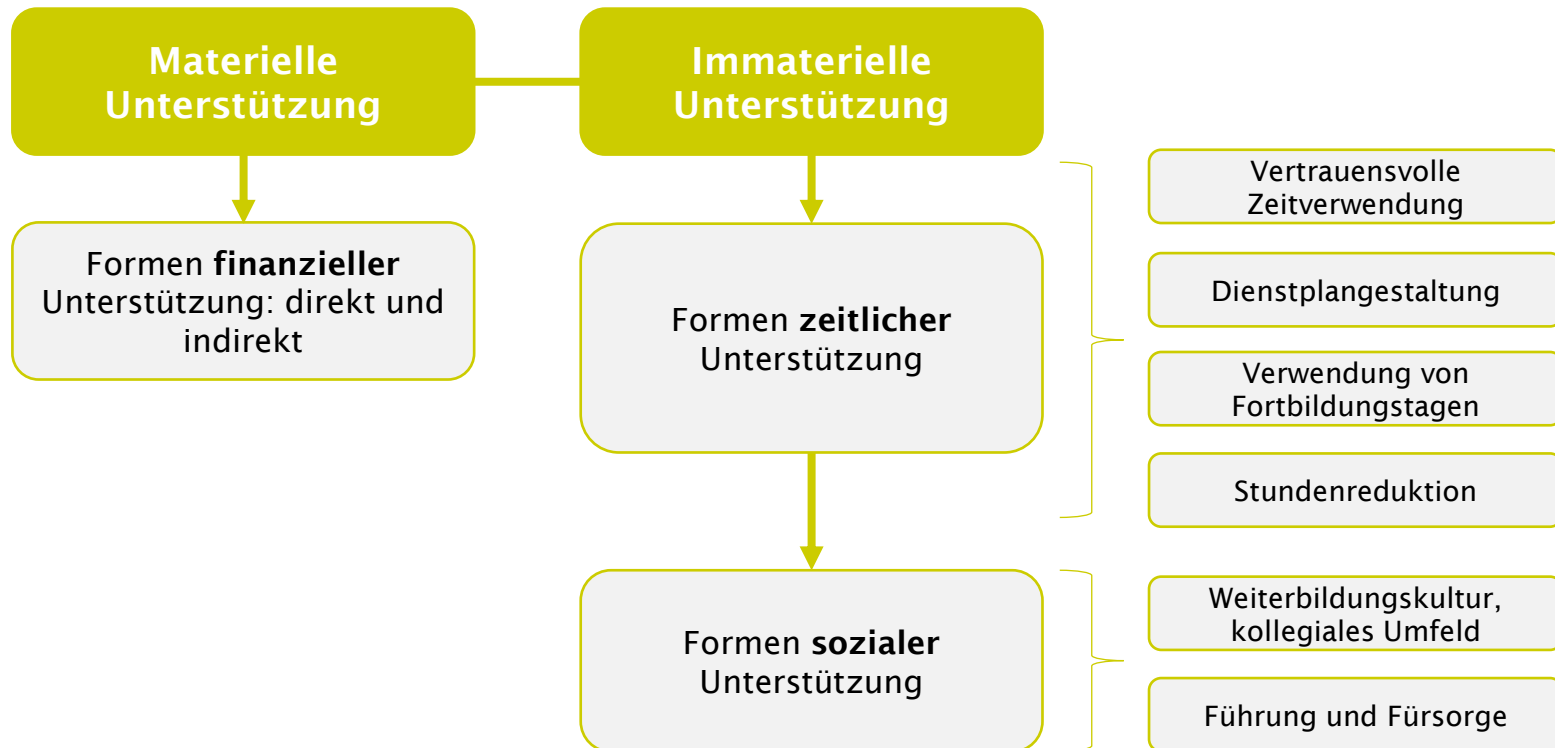 Materielle
Unterstützung
Immaterielle
Unterstützung
Formen finanzieller
Unterstützung: direkt und
indirekt
Formen zeitlicher
Unterstützung
Vertrauensvolle
Zeitverwendung
Dienstplangestaltung
Verwendung von
Fortbildungstagen
Stundenreduktion
Formen sozialer
Unterstützung
Weiterbildungskultur,
kollegiales Umfeld
Führung und Fürsorge